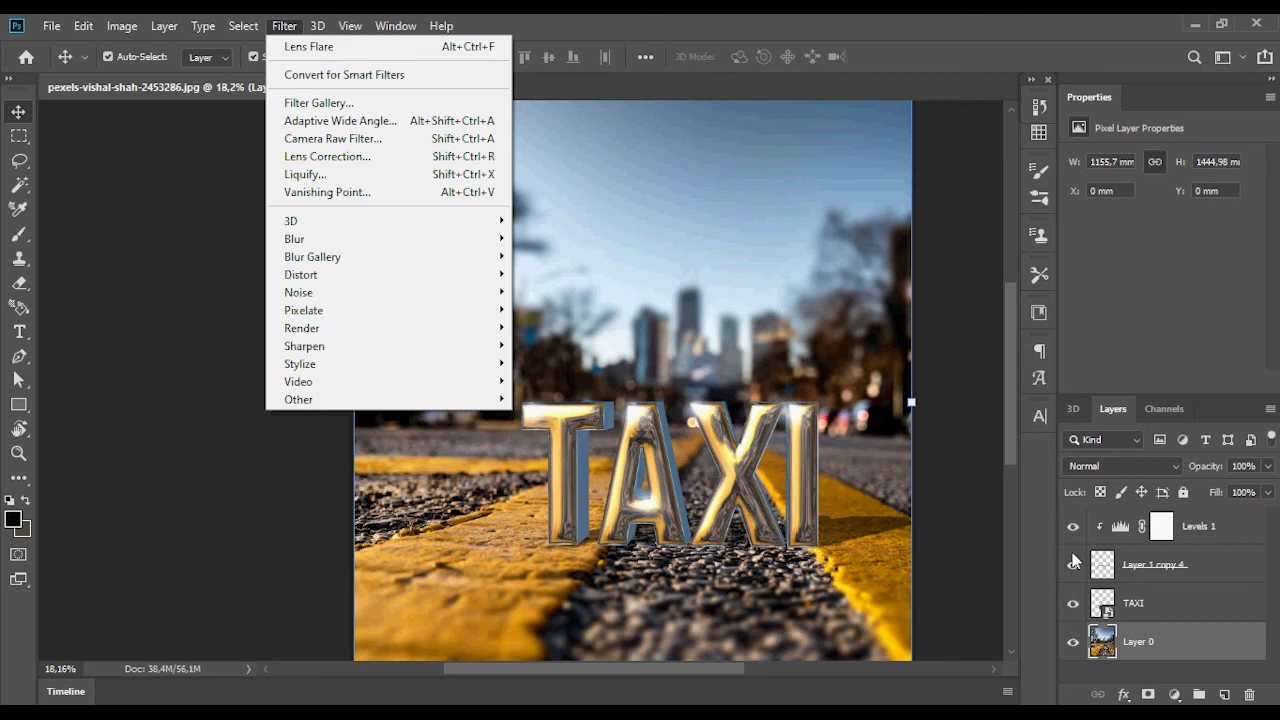 Ps File Edit Image Layer Type Select Filter 3D View Window Help
Auto-Select: Layer 3D Mode:
pexels-vishal-shah-2453286.jpg @ 18,2% (La
Lens Flare Alt+Ctrl+F
Convert for Smart Filters
Filter Gallery...
Adaptive Wide Angle... Alt+Shift+Ctrl+A
Camera Raw Filter... Shift+Ctrl+A
Lens Correction... Shift+Ctrl+R
Liquify... Shift+Ctrl+X
Vanishing Point... Alt+Ctrl+V
3D
Blur
Blur Gallery
Distort
Noise
Pixelate
Render
Sharpen
Stylize
Video
Other
TAXI
Properties
Pixel Layer Properties
W: 1155,7 mm H: 1444,98 m
X: 0 mm Y: 0 mm
3D Layers Channels
Kind
Normal Opacity: 100%
Lock: Fill: 100%
Levels 1
Layer 1 copy 4
TAXI
Layer 0
18,16% Doc: 38,4M/56,1M
Timeline